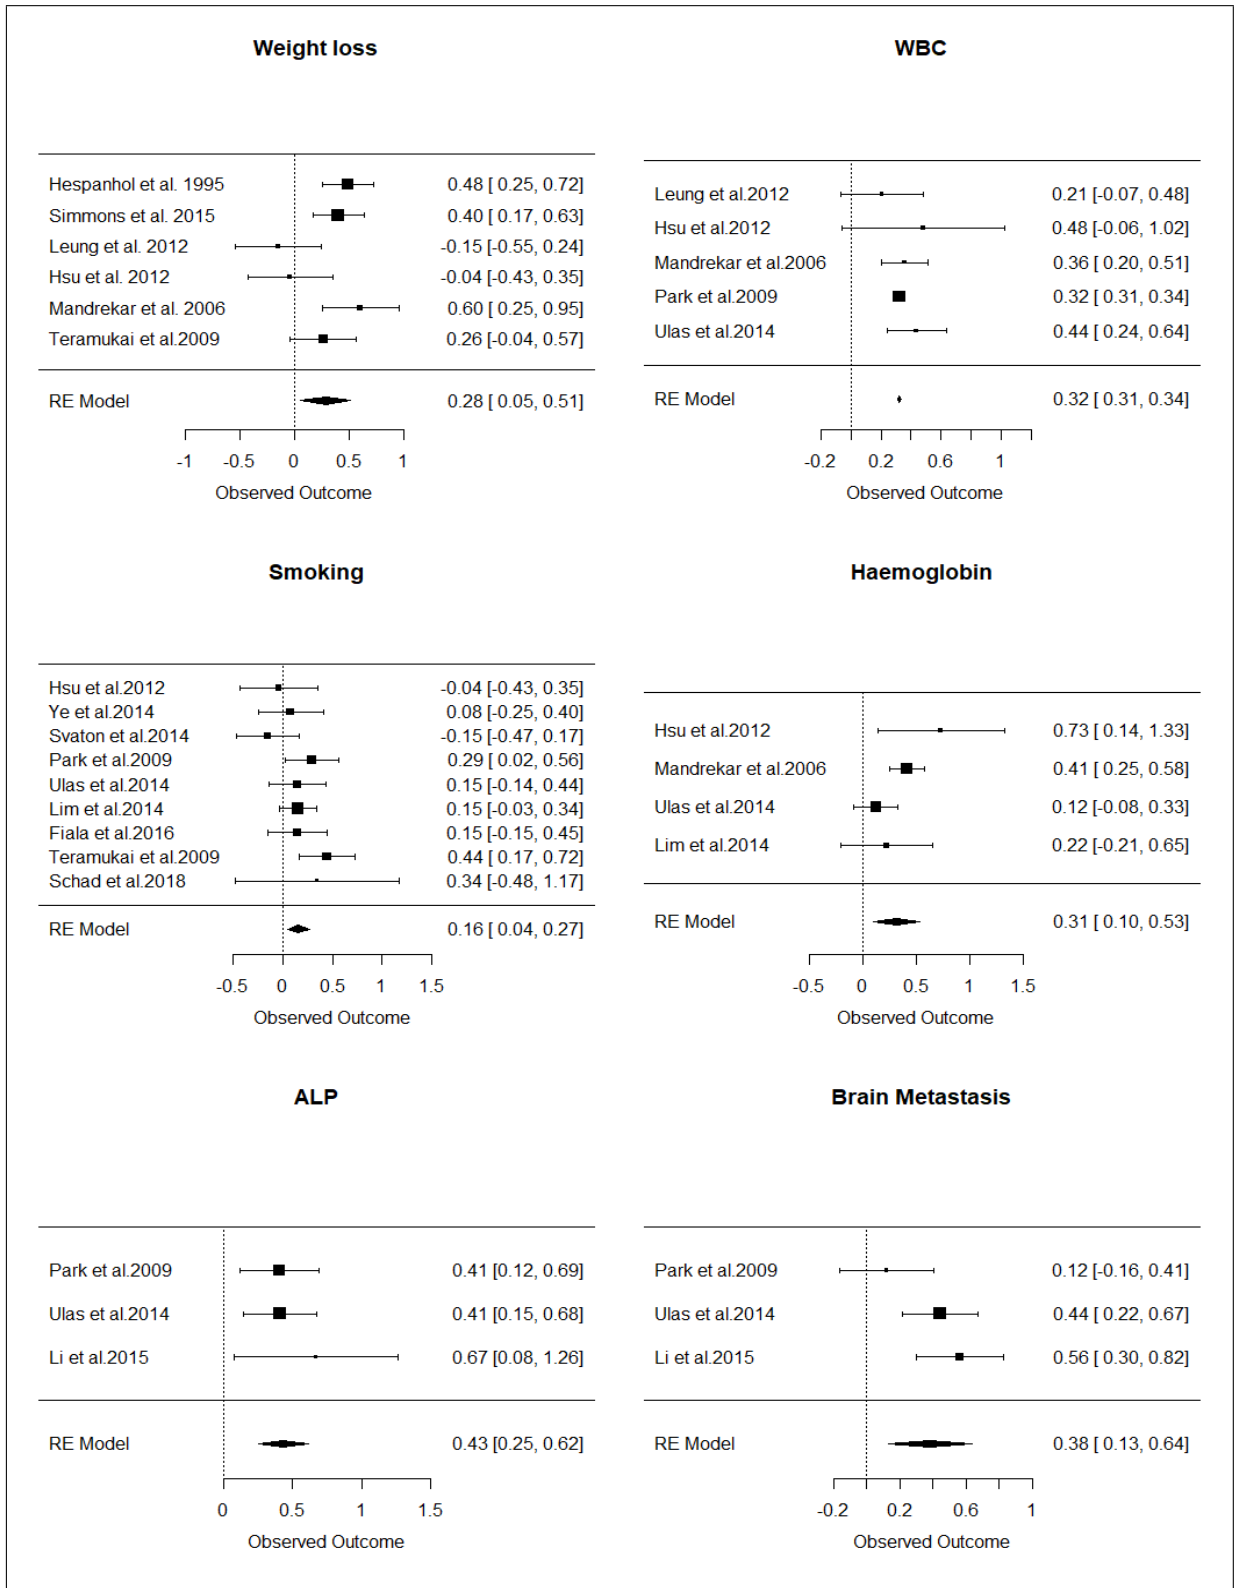 Weight loss
Hespanhol et al. 1995 0.48 [ 0.25, 0.72]
Simmons et al. 2015 0.40 [ 0.17, 0.63]
Leung et al. 2012 -0.15 [-0.55, 0.24]
Hsu et al. 2012 -0.04 [-0.43, 0.35]
Mandrekar et al. 2006 0.60 [ 0.25, 0.95]
Teramukai et al.2009 0.26 [-0.04, 0.57]
RE Model 0.28 [ 0.05, 0.51]
-1 -0.5 0 0.5 1
Observed Outcome
WBC
Leung et al.2012 0.21 [-0.07, 0.48]
Hsu et al.2012 0.48 [-0.06, 1.02]
Mandrekar et al.2006 0.36 [ 0.20, 0.51]
Park et al.2009 0.32 [ 0.31, 0.34]
Ulas et al.2014 0.44 [ 0.24, 0.64]
RE Model 0.32 [ 0.31, 0.34]
-0.2 0.2 0.6 1
Observed Outcome
Smoking
Hsu et al.2012 -0.04 [-0.43, 0.35]
Ye et al.2014 0.08 [-0.25, 0.40]
Svaton et al.2014 -0.15 [-0.47, 0.17]
Park et al.2009 0.29 [ 0.02, 0.56]
Ulas et al.2014 0.15 [-0.14, 0.44]
Lim et al.2014 0.15 [-0.03, 0.34]
Fiala et al.2016 0.15 [-0.15, 0.45]
Teramukai et al.2009 0.44 [ 0.17, 0.72]
Schad et al.2018 0.34 [-0.48, 1.17]
RE Model 0.16 [ 0.04, 0.27]
-0.5 0 0.5 1 1.5
Observed Outcome
Haemoglobin
Hsu et al.2012 0.73 [ 0.14, 1.33]
Mandrekar et al.2006 0.41 [ 0.25, 0.58]
Ulas et al.2014 0.12 [-0.08, 0.33]
Lim et al.2014 0.22 [-0.21, 0.65]
RE Model 0.31 [ 0.10, 0.53]
-0.5 0 0.5 1 1.5
Observed Outcome
ALP
Park et al.2009 0.41 [0.12, 0.69]
Ulas et al.2014 0.41 [0.15, 0.68]
Li et al.2015 0.67 [0.08, 1.26]
RE Model 0.43 [0.25, 0.62]
0 0.5 1 1.5
Observed Outcome
Brain Metastasis
Park et al.2009 0.12 [-0.16, 0.41]
Ulas et al.2014 0.44 [ 0.22, 0.67]
Li et al.2015 0.56 [ 0.30, 0.82]
RE Model 0.38 [ 0.13, 0.64]
-0.2 0.2 0.6 1
Observed Outcome